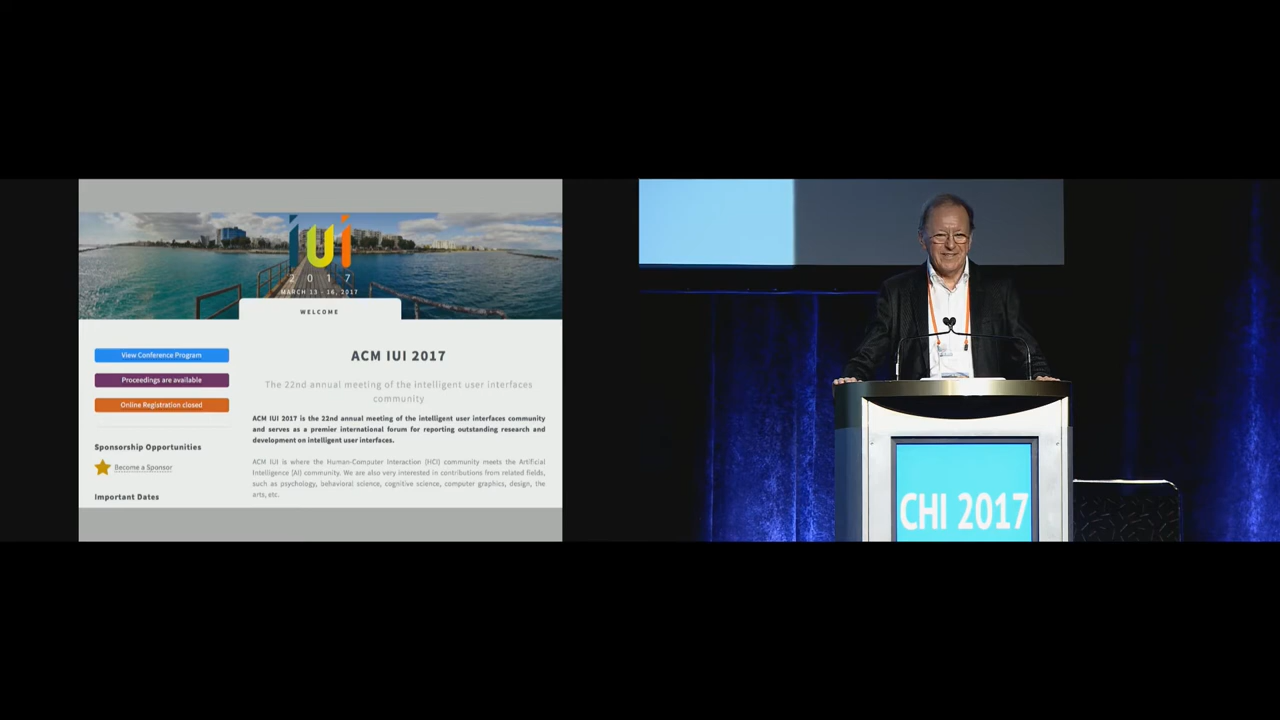 iui
2017
MARCH 13 - 16, 2017
WELCOME
View Conference Program
Proceedings are available
Online Registration closed
Sponsorship Opportunities
Become a Sponsor
Important Dates
ACM IUI 2017
The 22nd annual meeting of the intelligent user interfaces
community
ACM IUI 2017 is the 22nd annual meeting of the intelligent user interfaces community
and serves as a premier international forum for reporting outstanding research and
development on intelligent user interfaces.
ACM IUI is where the Human-Computer Interaction (HCI) community meets the Artificial
Intelligence (AI) community. We are also very interested in contributions from related fields,
such as psychology, behavioral science, cognitive science, computer graphics, design, the
arts, etc.
CHI 2017